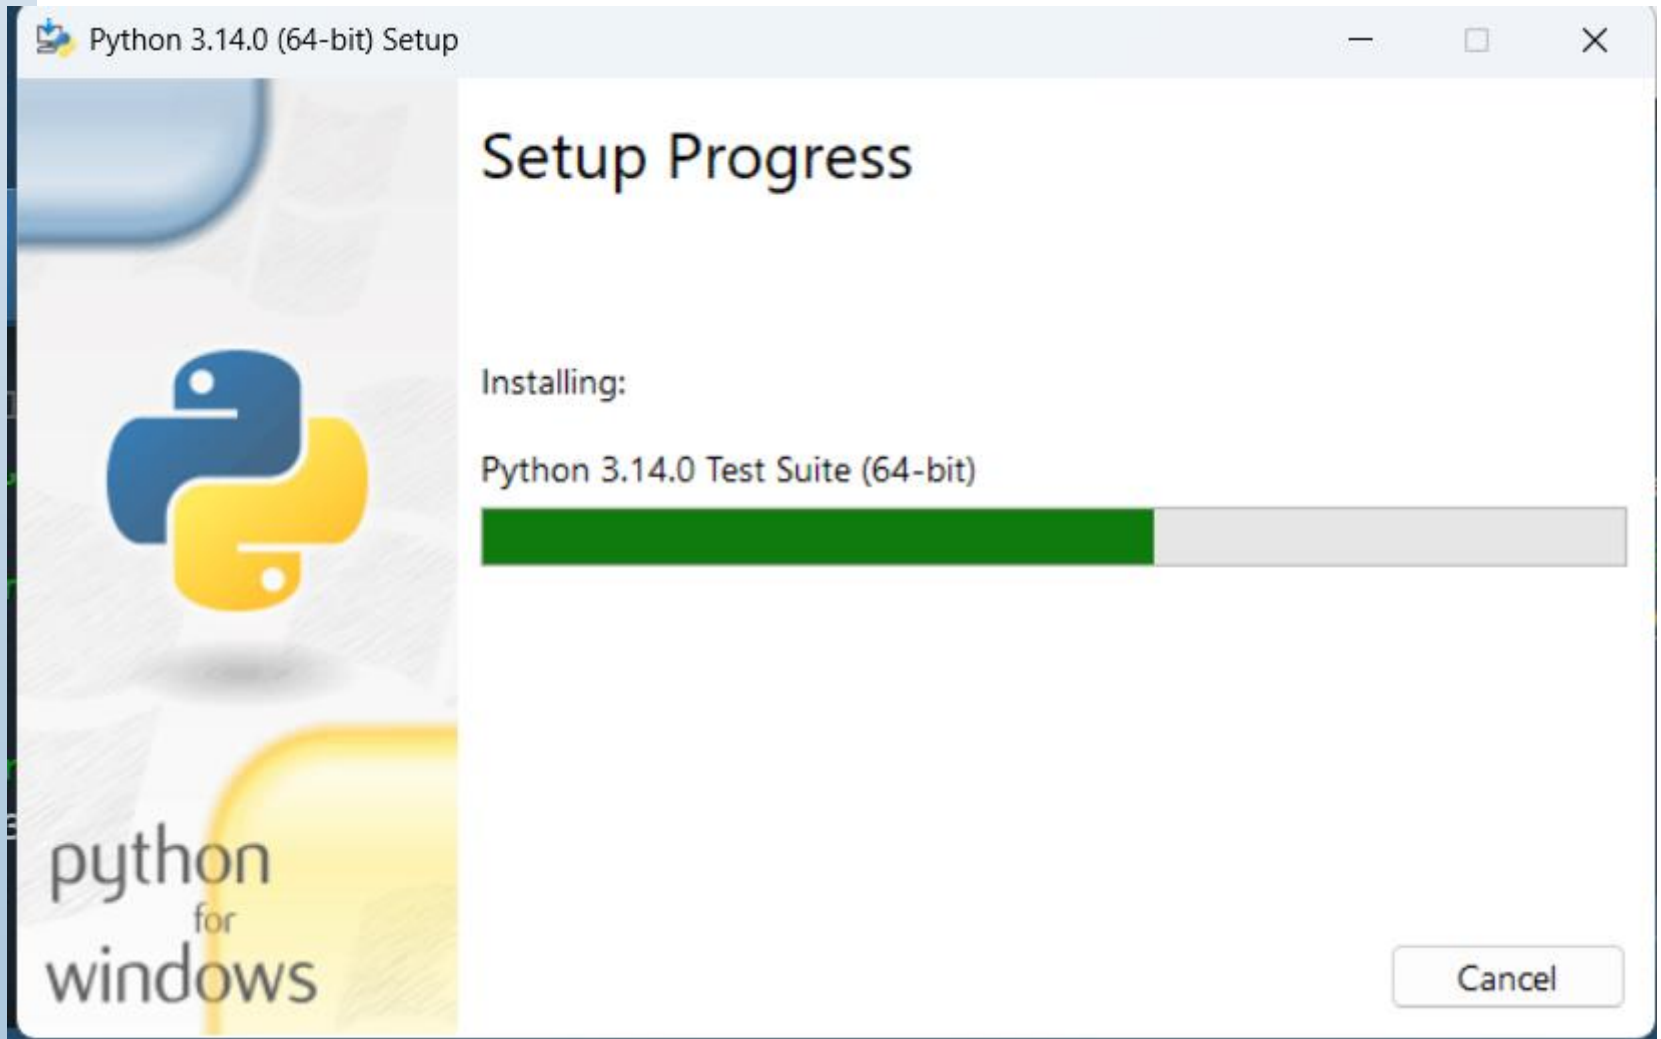 Python 3.14.0 (64-bit) Setup
Setup Progress
Installing:
Python 3.14.0 Test Suite (64-bit)
python
for
windows
Cancel